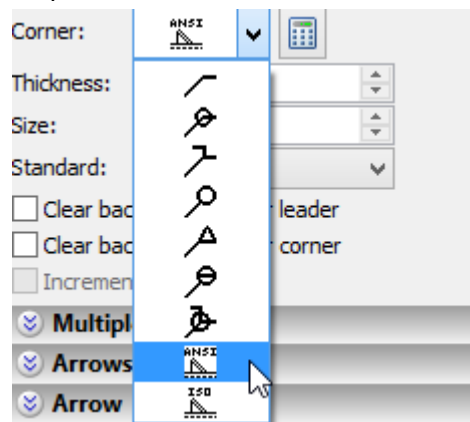 Corner:
ANSI
Thickness:
Size:
Standard:
Clear bac
leader
Clear bac
corner
Incremen
Multipl
Arrows
ANSI
Arrow
ISO